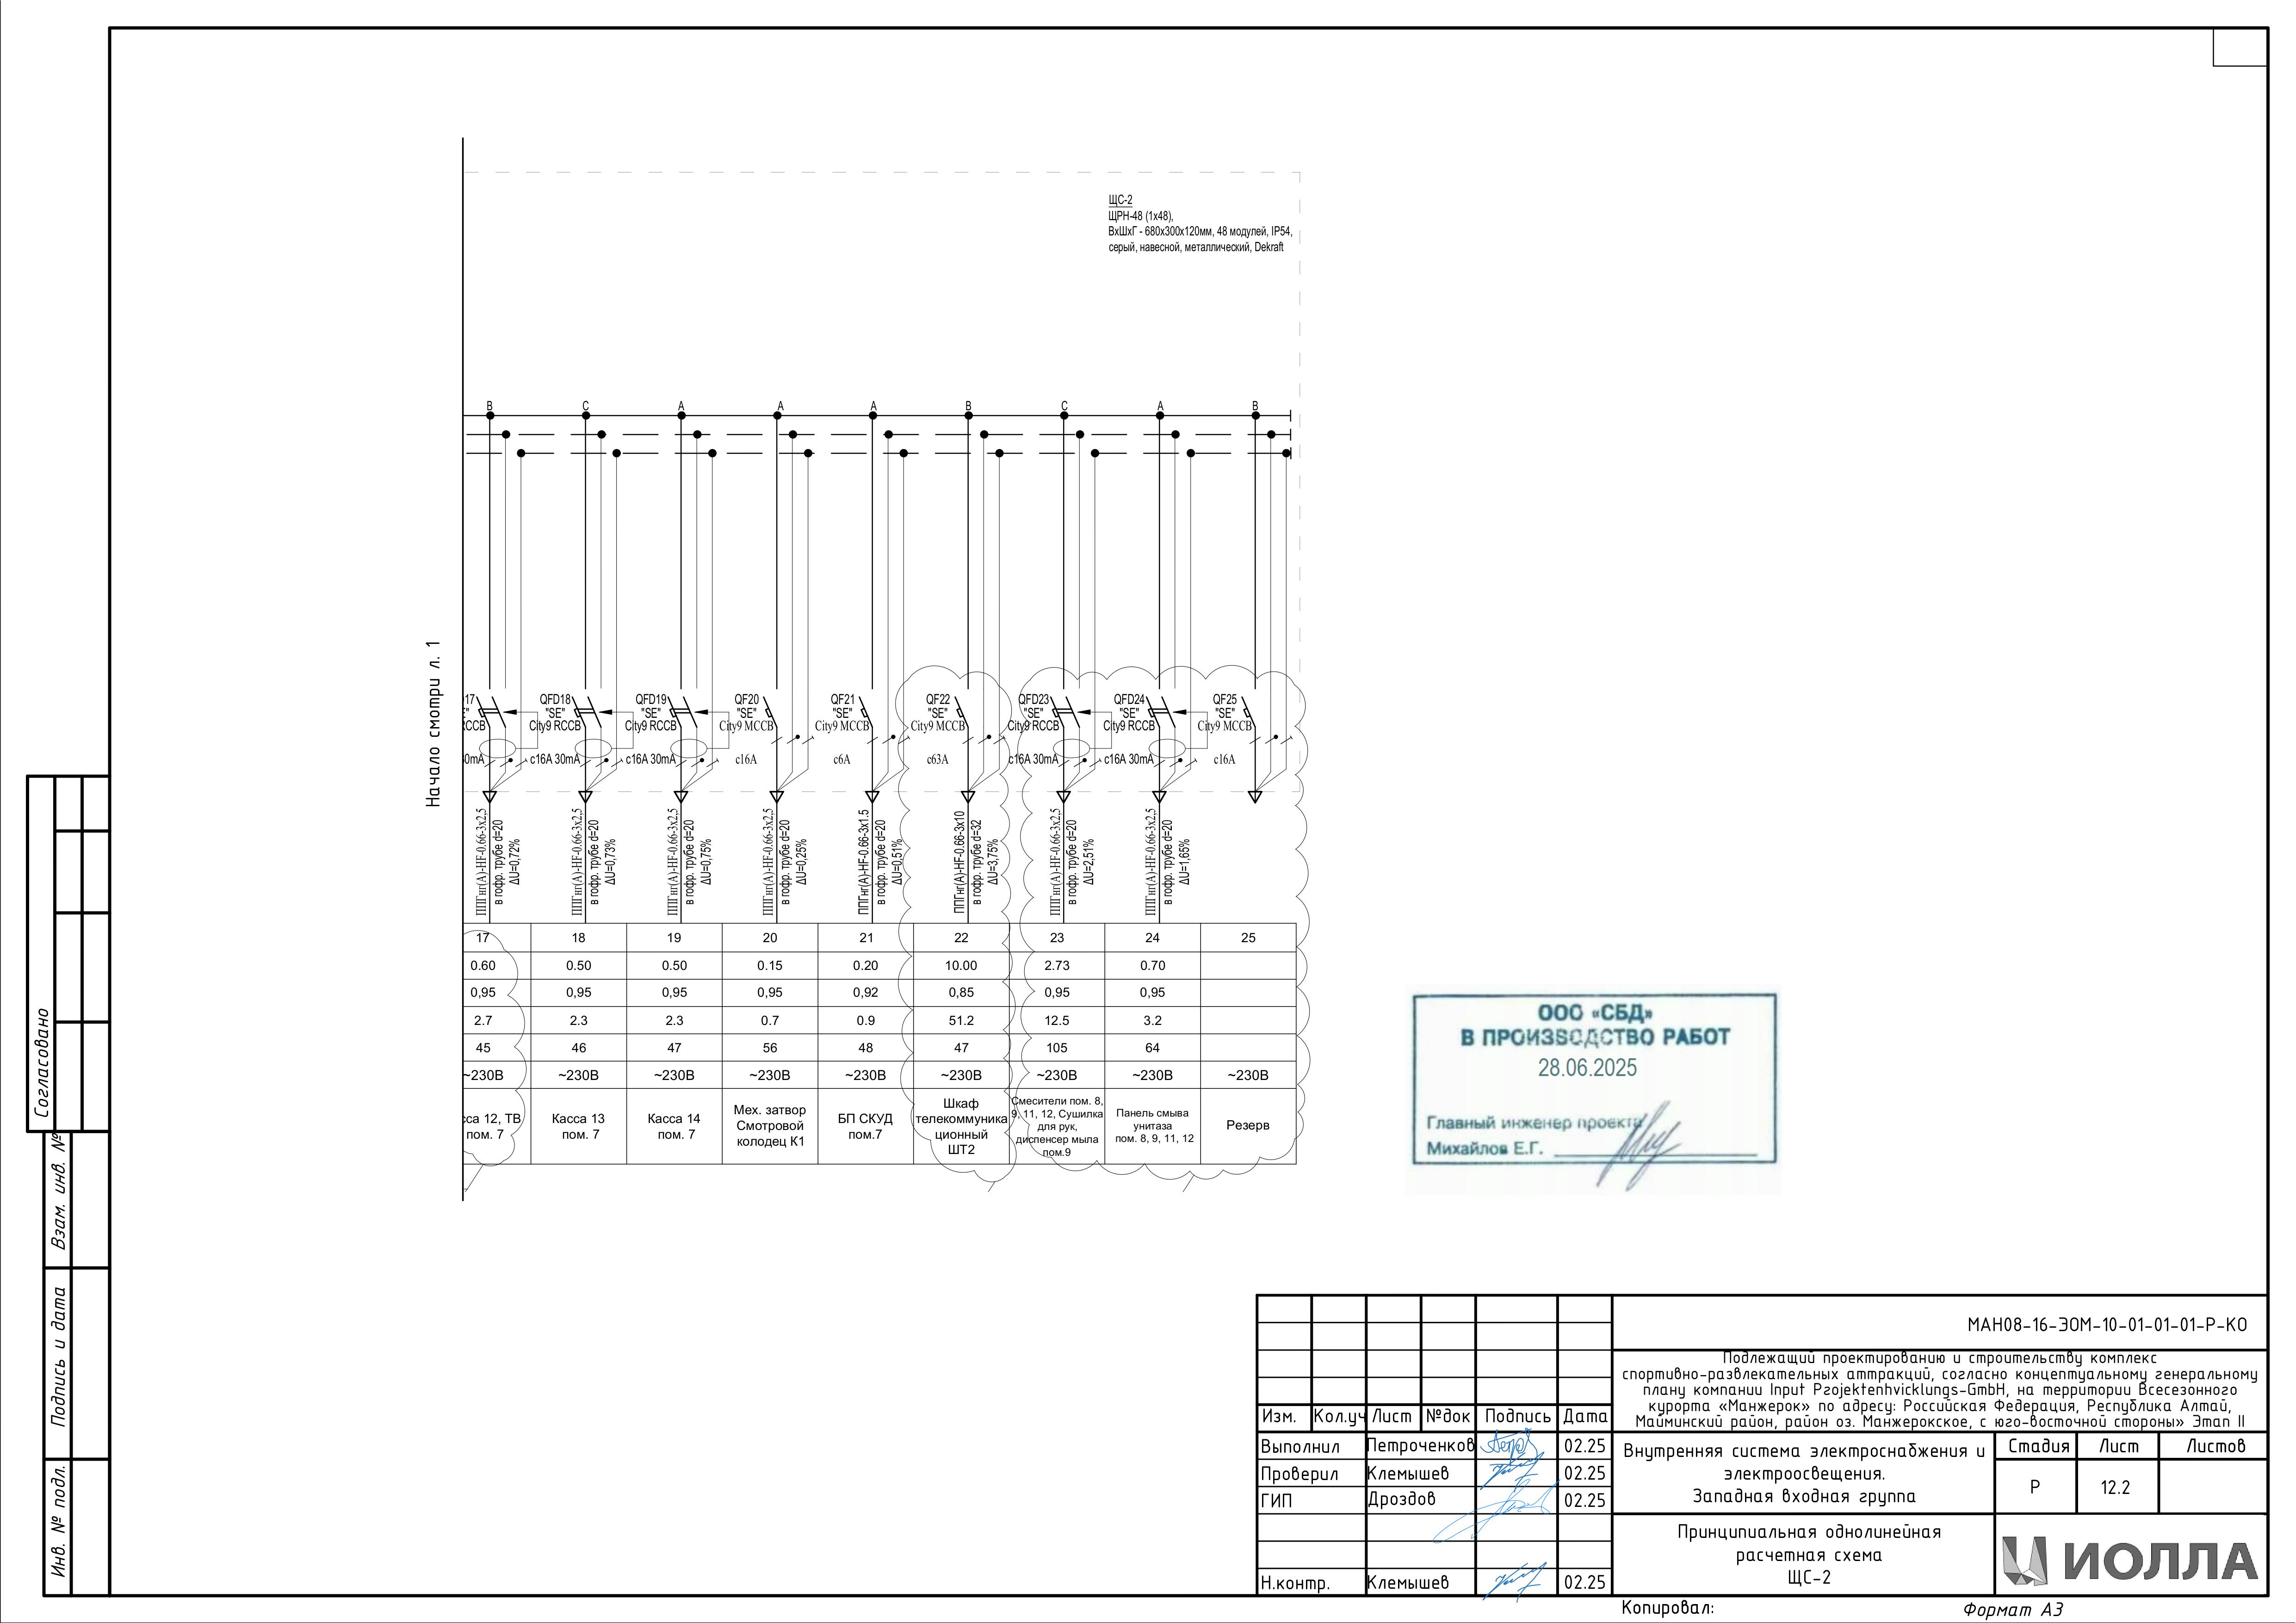 ЩС-2
ЩРН-48 (1х48),
ВхШхГ - 680х300х120мм, 48 модулей, IP54,
серый, навесной, металлический, Dekraft
B C A A A B C A B
Начало смотри л. 1
17 QFD18 QFD19 QF20 QF21 QF22 QFD23 QFD24 QF25
"SE" "SE" "SE" "SE" "SE" "SE" "SE" "SE"
RCCB City9 RCCB City9 RCCB City9 MCCB City9 MCCB City9 MCCB City9 RCCB City9 RCCB City9 MCCB
0mA c16A 30mA c16A 30mA c16A c6A c63A c16A 30mA c16A 30mA c16A
ППГнг(А)-HF-0.66-3x2,5
в гофр. трубе d=20
ΔU=0,72%
ППГнг(А)-HF-0.66-3x2,5
в гофр. трубе d=20
ΔU=0,73%
ППГнг(А)-HF-0.66-3x2,5
в гофр. трубе d=20
ΔU=0,75%
ППГнг(А)-HF-0.66-3x2,5
в гофр. трубе d=20
ΔU=0,25%
ППГнг(А)-HF-0.66-3x1.5
в гофр. трубе d=20
ΔU=0,51%
ППГнг(А)-HF-0.66-3x10
в гофр. трубе d=32
ΔU=3,75%
ППГнг(А)-HF-0.66-3x2,5
в гофр. трубе d=20
ΔU=2,51%
ППГнг(А)-HF-0.66-3x2,5
в гофр. трубе d=20
ΔU=1,65%
17 18 19 20 21 22 23 24 25
0.60 0.50 0.50 0.15 0.20 10.00 2.73 0.70
0,95 0,95 0,95 0,95 0,92 0,85 0,95 0,95
2.7 2.3 2.3 0.7 0.9 51.2 12.5 3.2
45 46 47 56 48 47 105 64
~230В ~230В ~230В ~230В ~230В ~230В ~230В ~230В ~230В
сса 12, ТВ
пом. 7
Касса 13
пом. 7
Касса 14
пом. 7
Мех. затвор
Смотровой
колодец К1
БП СКУД
пом.7
Шкаф
телекоммуника
ционный
ШТ2
Смесители пом. 8,
9, 11, 12, Сушилка
для рук,
диспенсер мыла
пом.9
Панель смыва
унитаза
пом. 8, 9, 11, 12
Резерв
ООО «СБД»
В ПРОИЗВОДСТВО РАБОТ
28.06.2025
Главный инженер проекта
Михайлов Е.Г.
Согласовано
Взам. инв. №
Подпись и дата
Инв. № подл.
МАН08-16-ЭОМ-10-01-01-01-Р-КО
Подлежащий проектированию и строительству комплекс
спортивно-развлекательных аттракций, согласно концептуальному генеральному
плану компании Input Projektenhvicklungs-GmbH, на территории Всесезонного
курорта «Манжерок» по адресу: Российская Федерация, Республика Алтай,
Майминский район, район оз. Манжерокское, с юго-восточной стороны» Этап II
Изм. Кол.уч Лист №док Подпись Дата
Выполнил Петроченков 02.25
Проверил Клемышев 02.25
ГИП Дроздов 02.25
Н.контр. Клемышев 02.25
Внутренняя система электроснабжения и
электроосвещения.
Западная входная группа
Стадия Лист Листов
Р 12.2
Принципиальная однолинейная
расчетная схема
ЩС-2
ИОЛЛА
Копировал: Формат А3